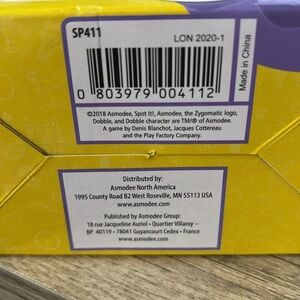 SP411
LON 2020-1
0 803979 004112
Made in China
©2018 Asmodee, Spot It!, Asmodee, the Zygomatic logo,
Dobble, and Dobble character are TM/® of Asmodee.
A game by Denis Blanchot, Jacques Cottereau
and the Play Factory Company.
Distributed by:
Asmodee North America
1995 County Road B2 West Roseville, MN 55113 USA
www.asmodee.com
Published by Asmodee Group:
18 rue Jacqueline Auriol • Quartier Villaroy –
BP 40119 • 78041 Guyancourt Cedex • France
www.asmodee.com